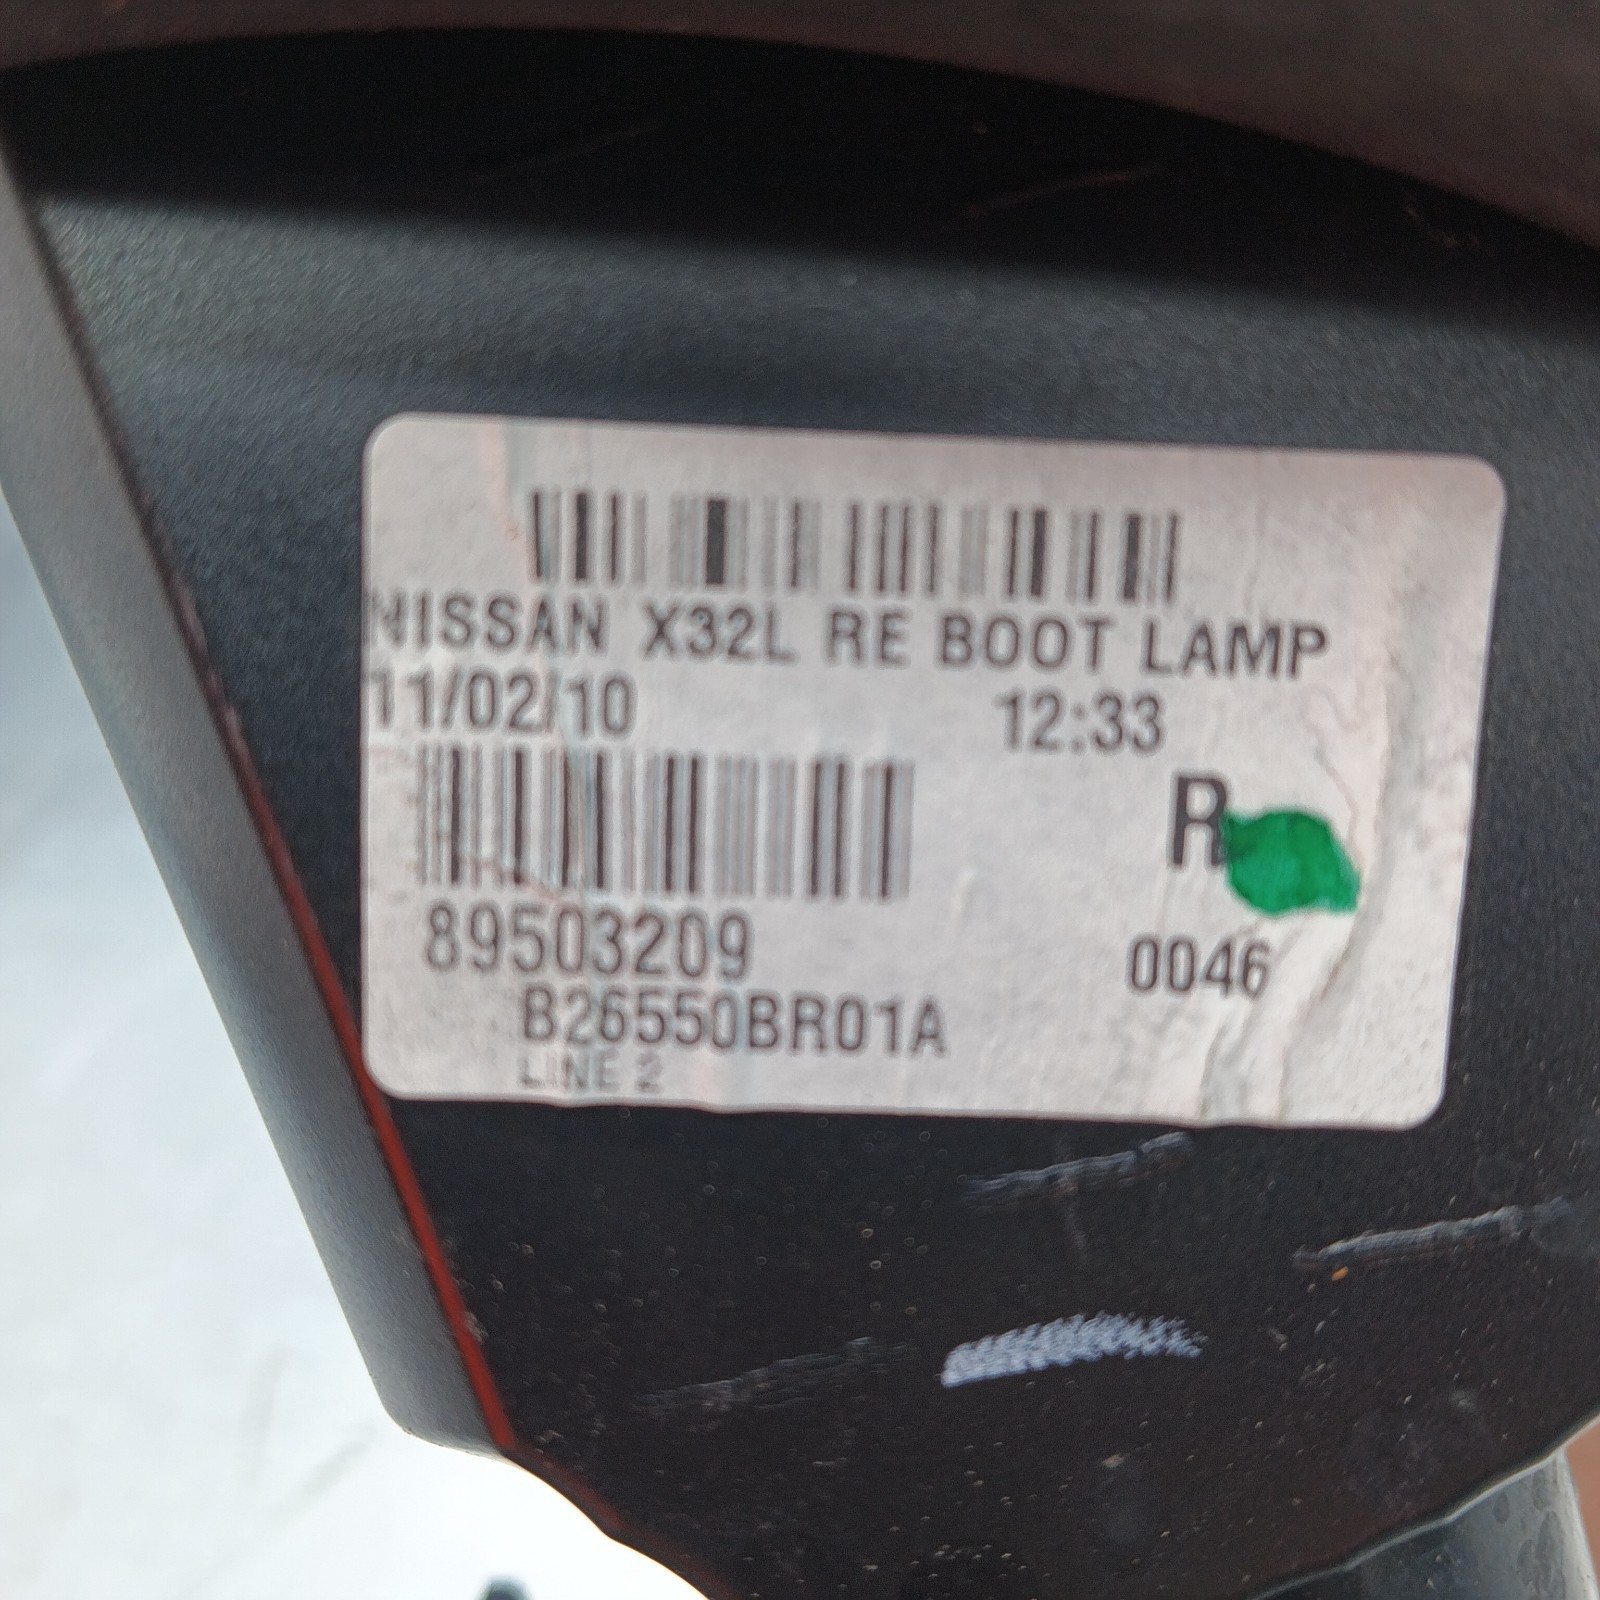 NISSAN X32L RE BOOT LAMP
11/02/10 12:33
R
89503209 0046
B26550BR01A
LINE 2